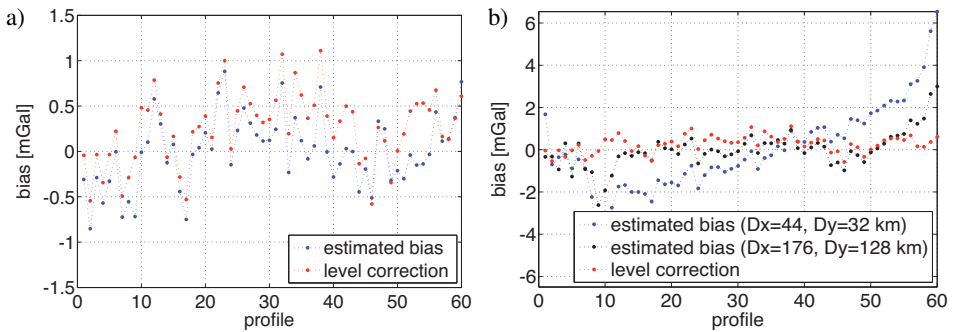 a)
1.5
1
0.5
0
-0.5
-1
-1.5
bias [mGal]
0 10 20 30 40 50 60
profile
estimated bias
level correction
b)
6
4
2
0
-2
-4
-6
bias [mGal]
0 10 20 30 40 50 60
profile
estimated bias (Dx=44, Dy=32 km)
estimated bias (Dx=176, Dy=128 km)
level correction